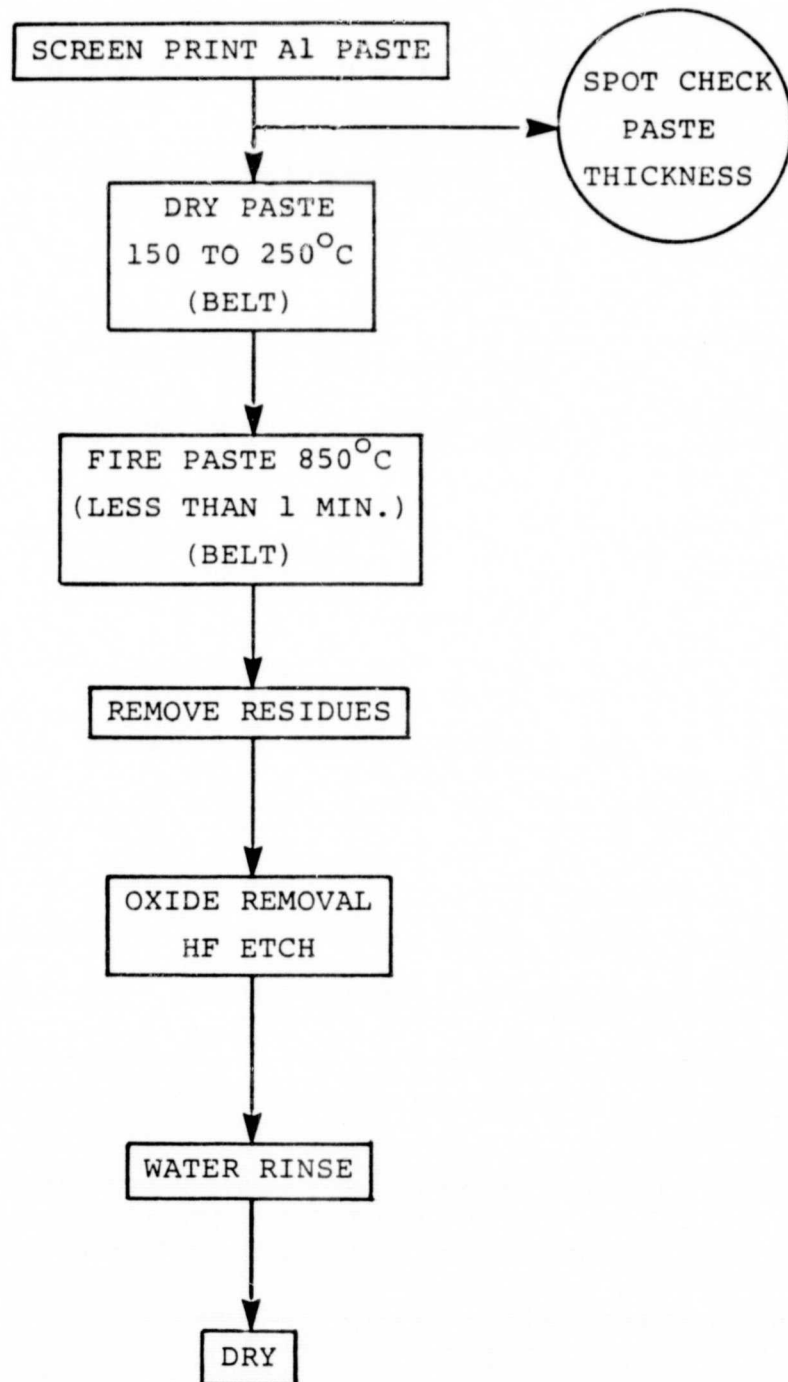 SCREEN PRINT Al PASTE
SPOT CHECK
PASTE
THICKNESS
DRY PASTE
150 TO 250°C
(BELT)
FIRE PASTE 850°C
(LESS THAN 1 MIN.)
(BELT)
REMOVE RESIDUES
OXIDE REMOVAL
HF ETCH
WATER RINSE
DRY